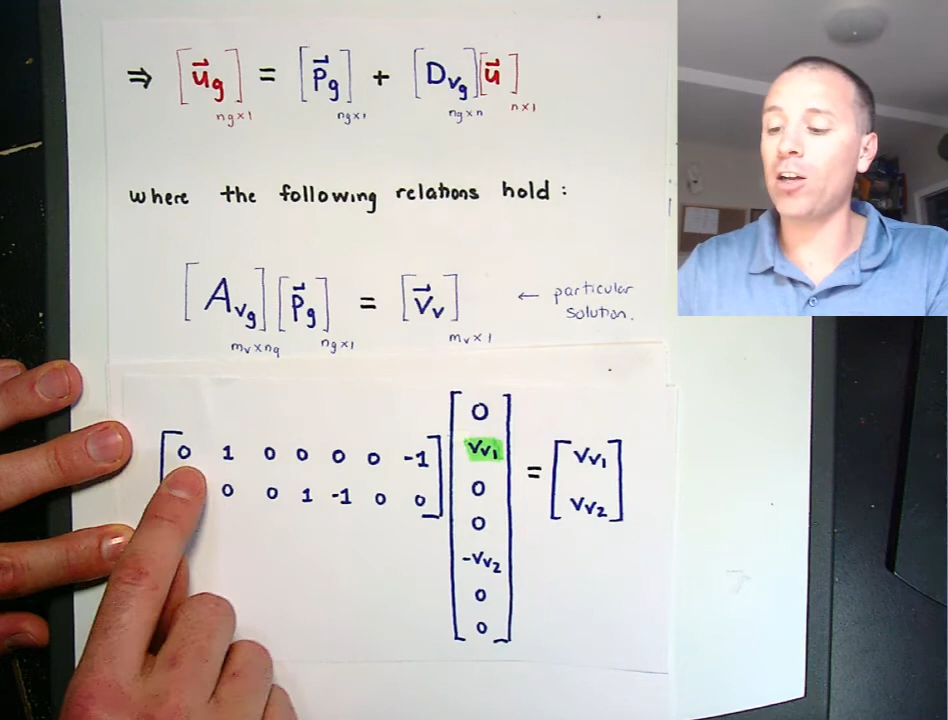 ⇒ [u⃗g] = [p⃗g] + [Dvg][u⃗]
ng×1 ng×1 ng×n n×1
where the following relations hold :
[Avg][p⃗g] = [v⃗v] ← particular solution.
mv×ng ng×1 mv×1
0 1 0 0 0 0 -1
0 0 1 -1 0 0
0
vv1
0
0
-vv2
0
0
=
vv1
vv2